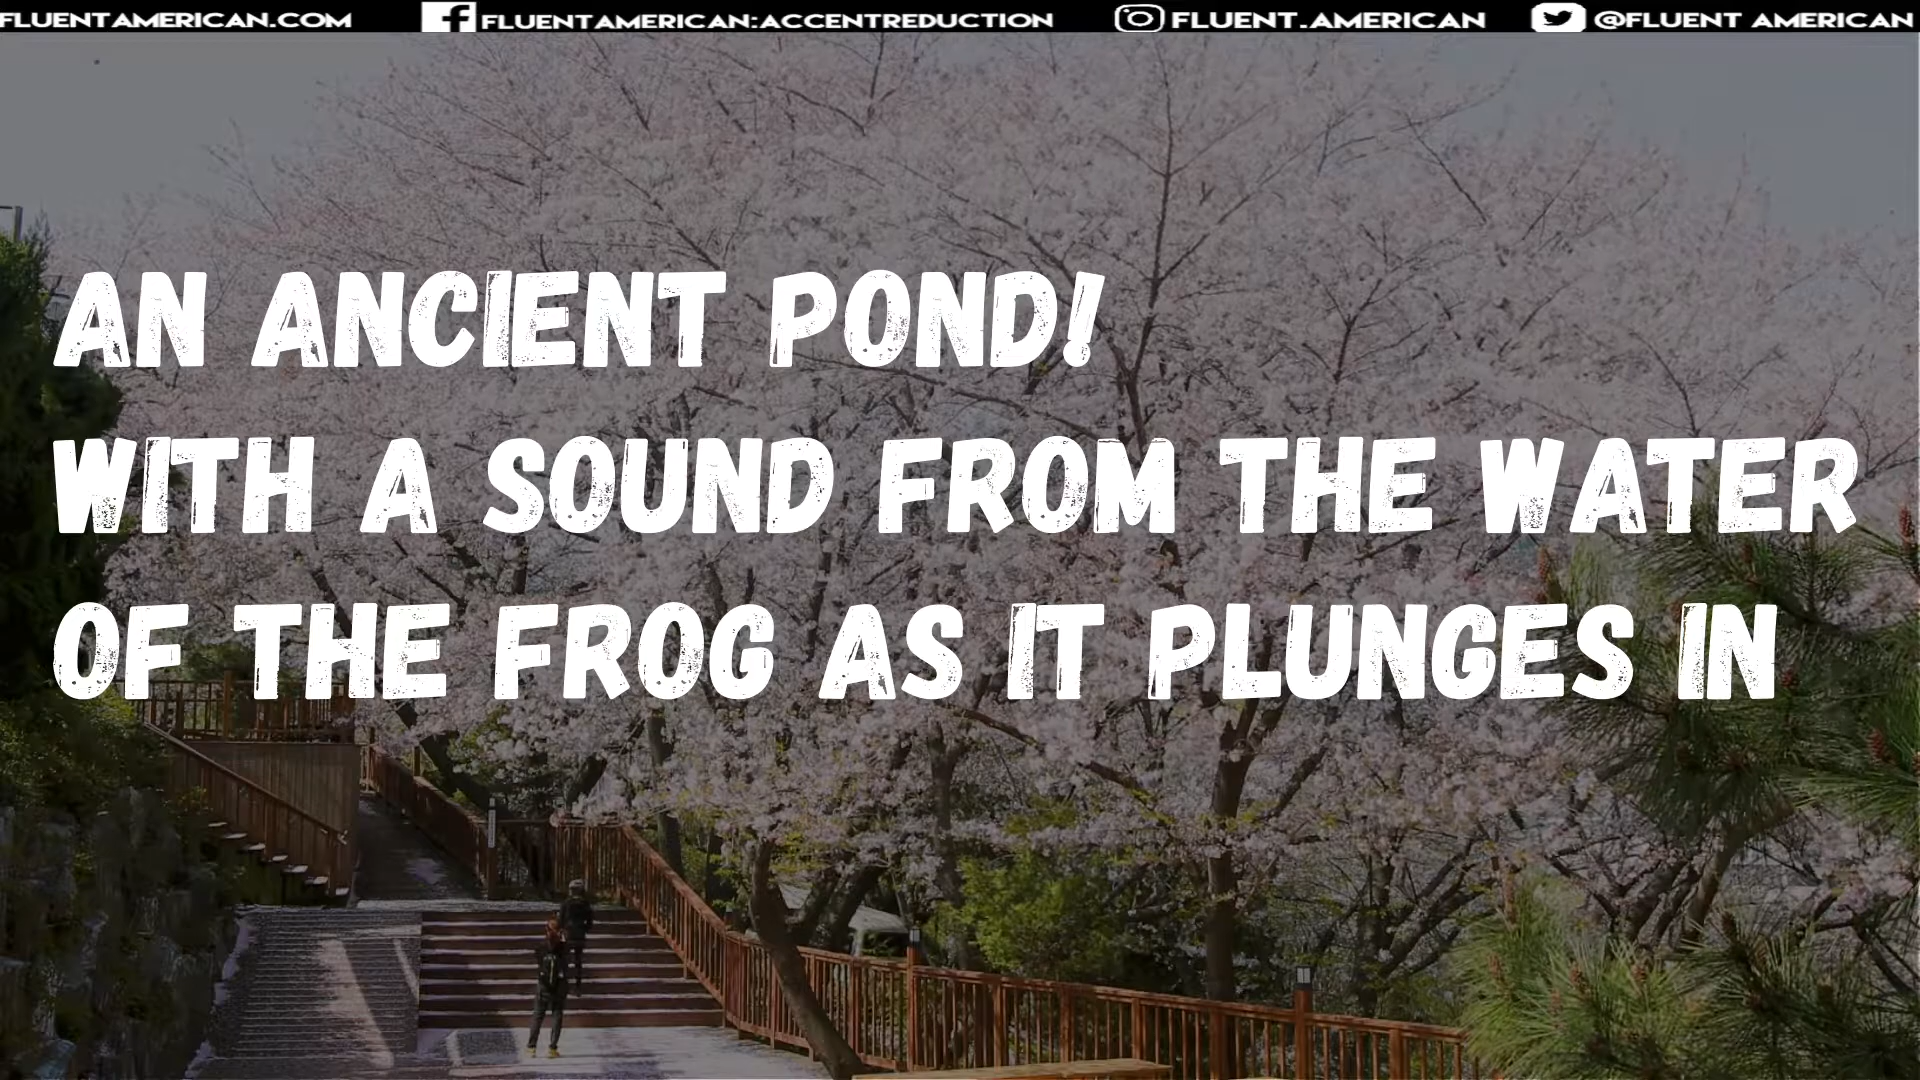 FLUENTAMERICAN.COM FLUENTAMERICAN:ACCENTREDUCTION FLUENT.AMERICAN @FLUENT AMERICAN
AN ANCIENT POND!
WITH A SOUND FROM THE WATER
OF THE FROG AS IT PLUNGES IN